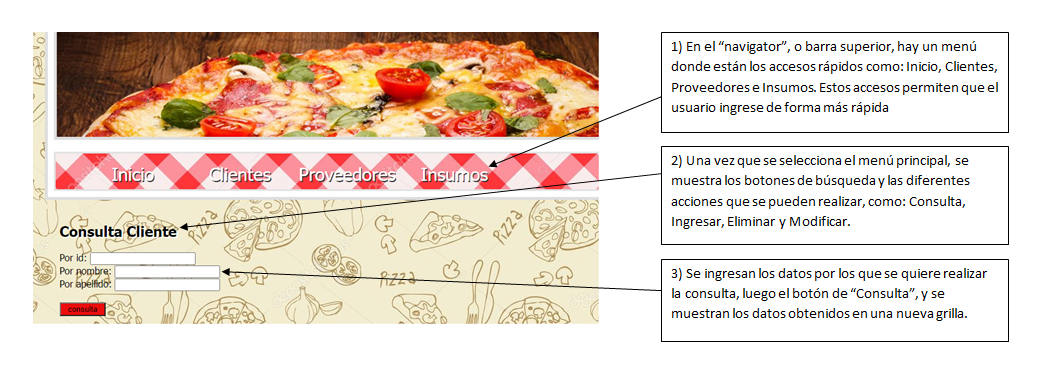 1) En el “navigator”, o barra superior, hay un menú
donde están los accesos rápidos como: Inicio, Clientes,
Proveedores e Insumos. Estos accesos permiten que el
usuario ingrese de forma más rápida
Inicio Clientes Proveedores Insumos
2) Una vez que se selecciona el menú principal, se
muestra los botones de búsqueda y las diferentes
acciones que se pueden realizar, como: Consulta,
Ingresar, Eliminar y Modificar.
Consulta Cliente
Por id:
Por nombre:
Por apellido:
consulta
Pizza
Pizza
Pizza
3) Se ingresan los datos por los que se quiere realizar
la consulta, luego el botón de “Consulta”, y se
muestran los datos obtenidos en una nueva grilla.